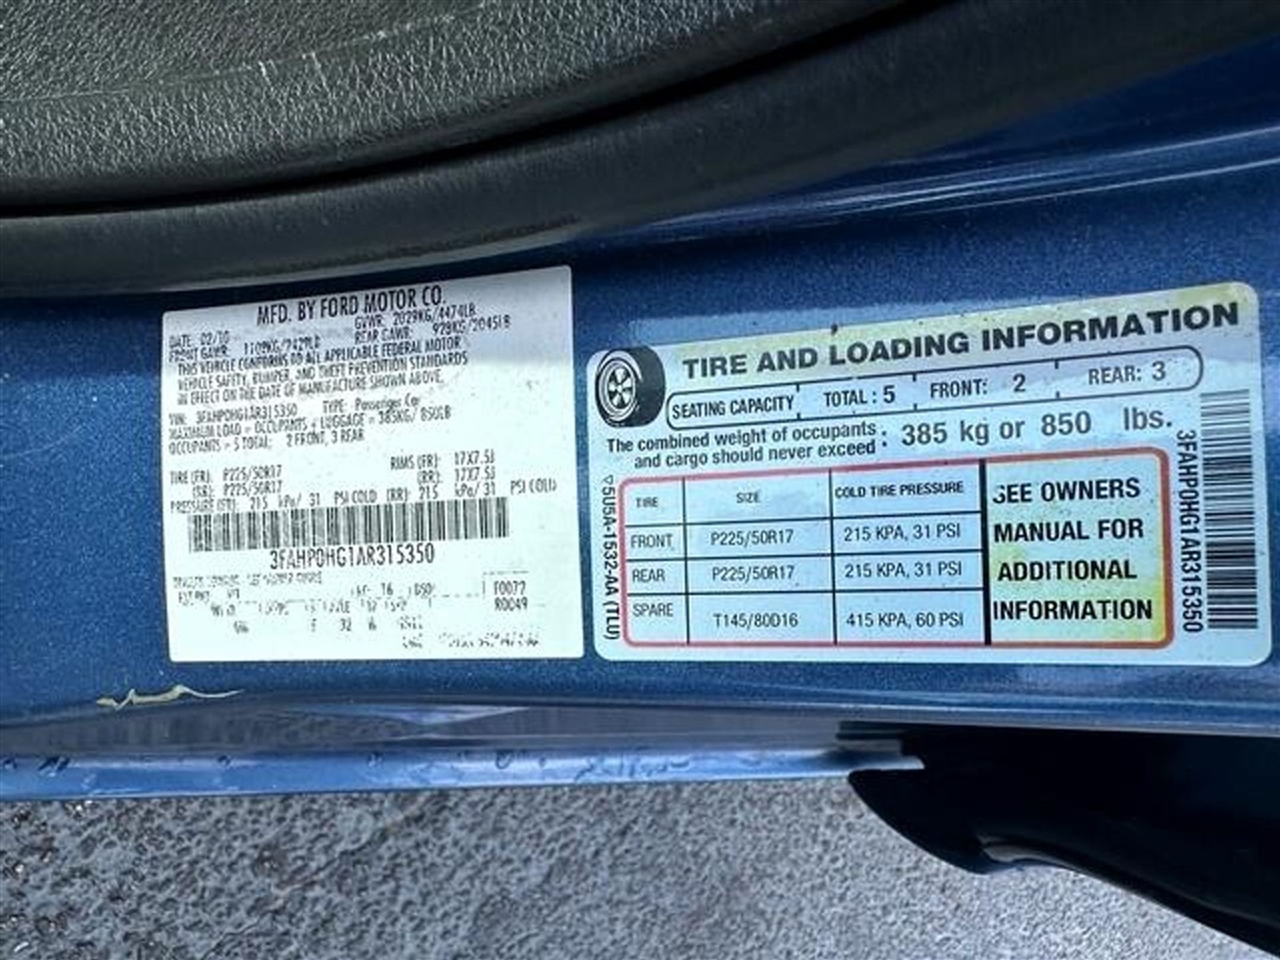 MFD. BY FORD MOTOR CO.
DATE: 02/10 GVWR: 2029KG/4474LB
FRONT GAWR: 1102KG/2429LB REAR GAWR: 928KG/2045LB
THIS VEHICLE CONFORMS TO ALL APPLICABLE FEDERAL MOTOR
VEHICLE SAFETY, BUMPER, AND THEFT PREVENTION STANDARDS
IN EFFECT ON THE DATE OF MANUFACTURE SHOWN ABOVE.
VIN: 3FAHP0HG1AR315350 TYPE: Passenger Car
MAXIMUM LOAD = OCCUPANTS + LUGGAGE = 385KG/ 850LB
OCCUPANTS = 5 TOTAL: 2 FRONT, 3 REAR
TIRE (FR): P225/50R17 RIMS (FR): 17X7.5J
(RR): P225/50R17 (RR): 17X7.5J
PRESSURE (FR): 215 kPa/ 31 PSI COLD (RR): 215 kPa/ 31 PSI COLD
3FAHP0HG1AR315350
F0077
R0049
TIRE AND LOADING INFORMATION
SEATING CAPACITY TOTAL : 5 FRONT: 2 REAR: 3
The combined weight of occupants
and cargo should never exceed : 385 kg or 850 lbs.
TIRE SIZE COLD TIRE PRESSURE
FRONT P225/50R17 215 KPA, 31 PSI
REAR P225/50R17 215 KPA, 31 PSI
SPARE T145/80D16 415 KPA, 60 PSI
SEE OWNERS
MANUAL FOR
ADDITIONAL
INFORMATION
5U5A-1532-AA (TLU)
3FAHP0HG1AR315350